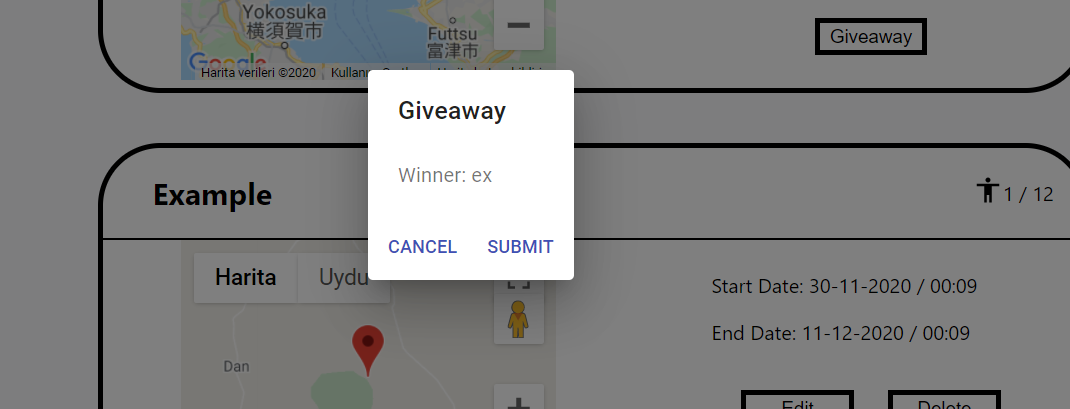 Yokosuka
横須賀市
Futtsu
富津市
Giveaway
Google
Harita verileri ©2020
Giveaway
Winner: ex
CANCEL
SUBMIT
Example
1 / 12
Harita
Uydu
Start Date: 30-11-2020 / 00:09
End Date: 11-12-2020 / 00:09
Dan
Edit
Delete